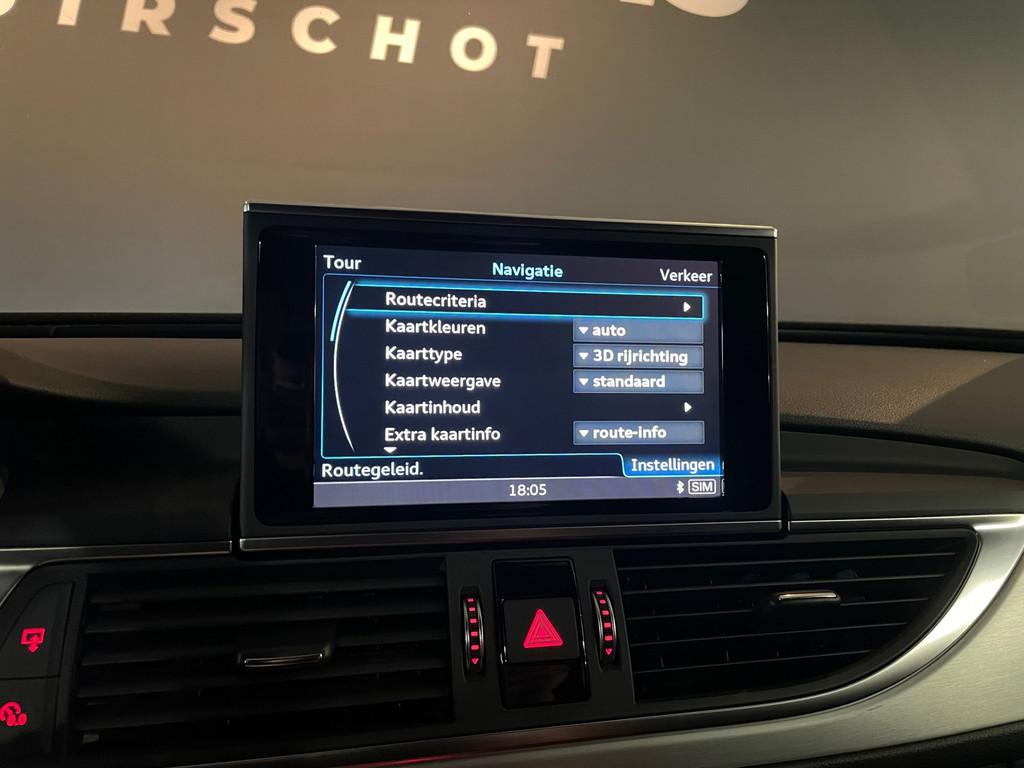 IRSCHOT
Tour
Navigatie
Verkeer
Routecriteria
Kaartkleuren auto
Kaarttype 3D rijrichting
Kaartweergave standaard
Kaartinhoud
Extra kaartinfo route-info
Routegeleid.
Instellingen
18:05
SIM